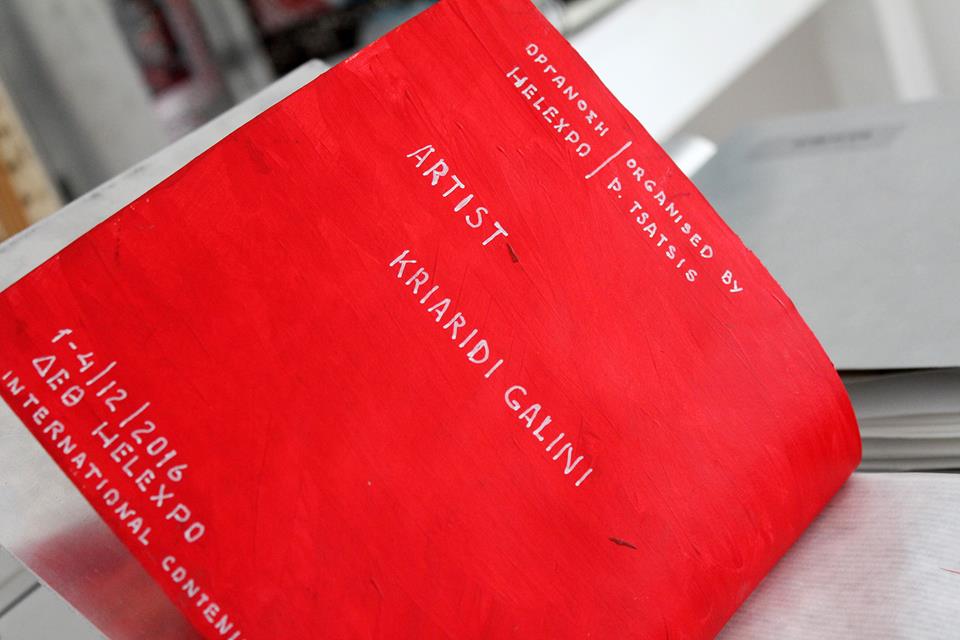 ΟΡΓΑΝΩΣΗ | ORGANISED BY
HELEXPO | P. TSATSIS
ARTIST
KRIARIDI GALINI
1-4/12/2016
ΔΕΘ HELEXPO
INTERNATIONAL